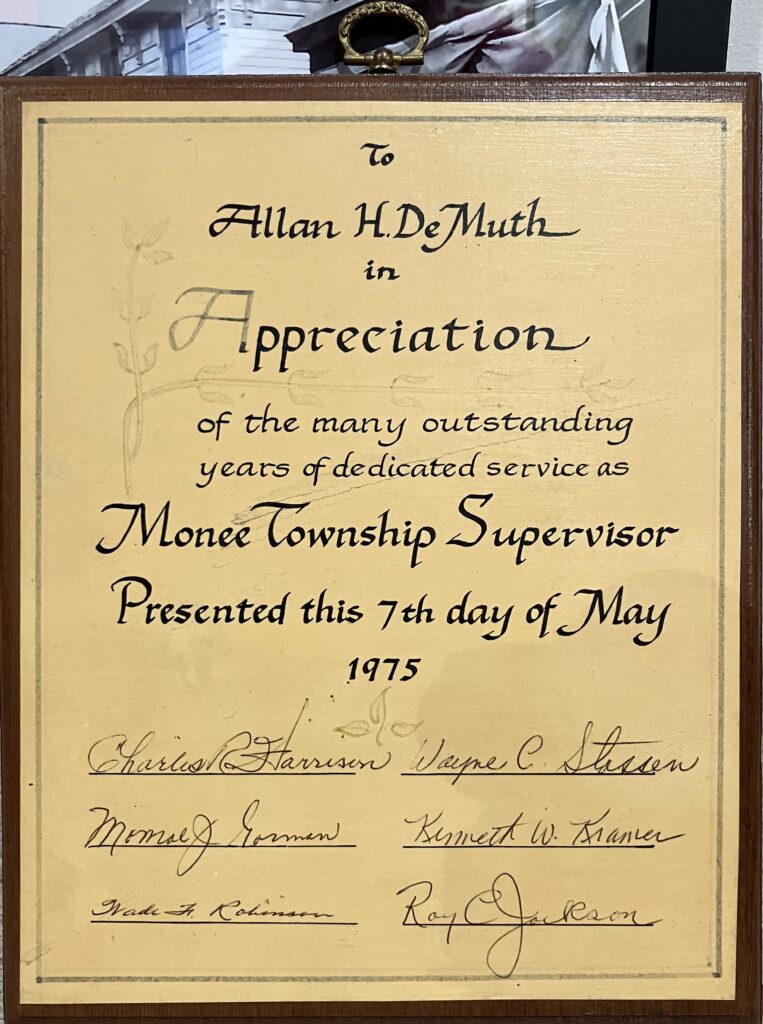 To
Allan H. DeMuth
in
Appreciation
of the many outstanding
years of dedicated service as
Monee Township Supervisor
Presented this 7th day of May
1975
Charles R Harrison Wayne C. Stassen
Monroe J Gorman Kenneth W. Kramer
Wade F. Robinson Roy C Jackson